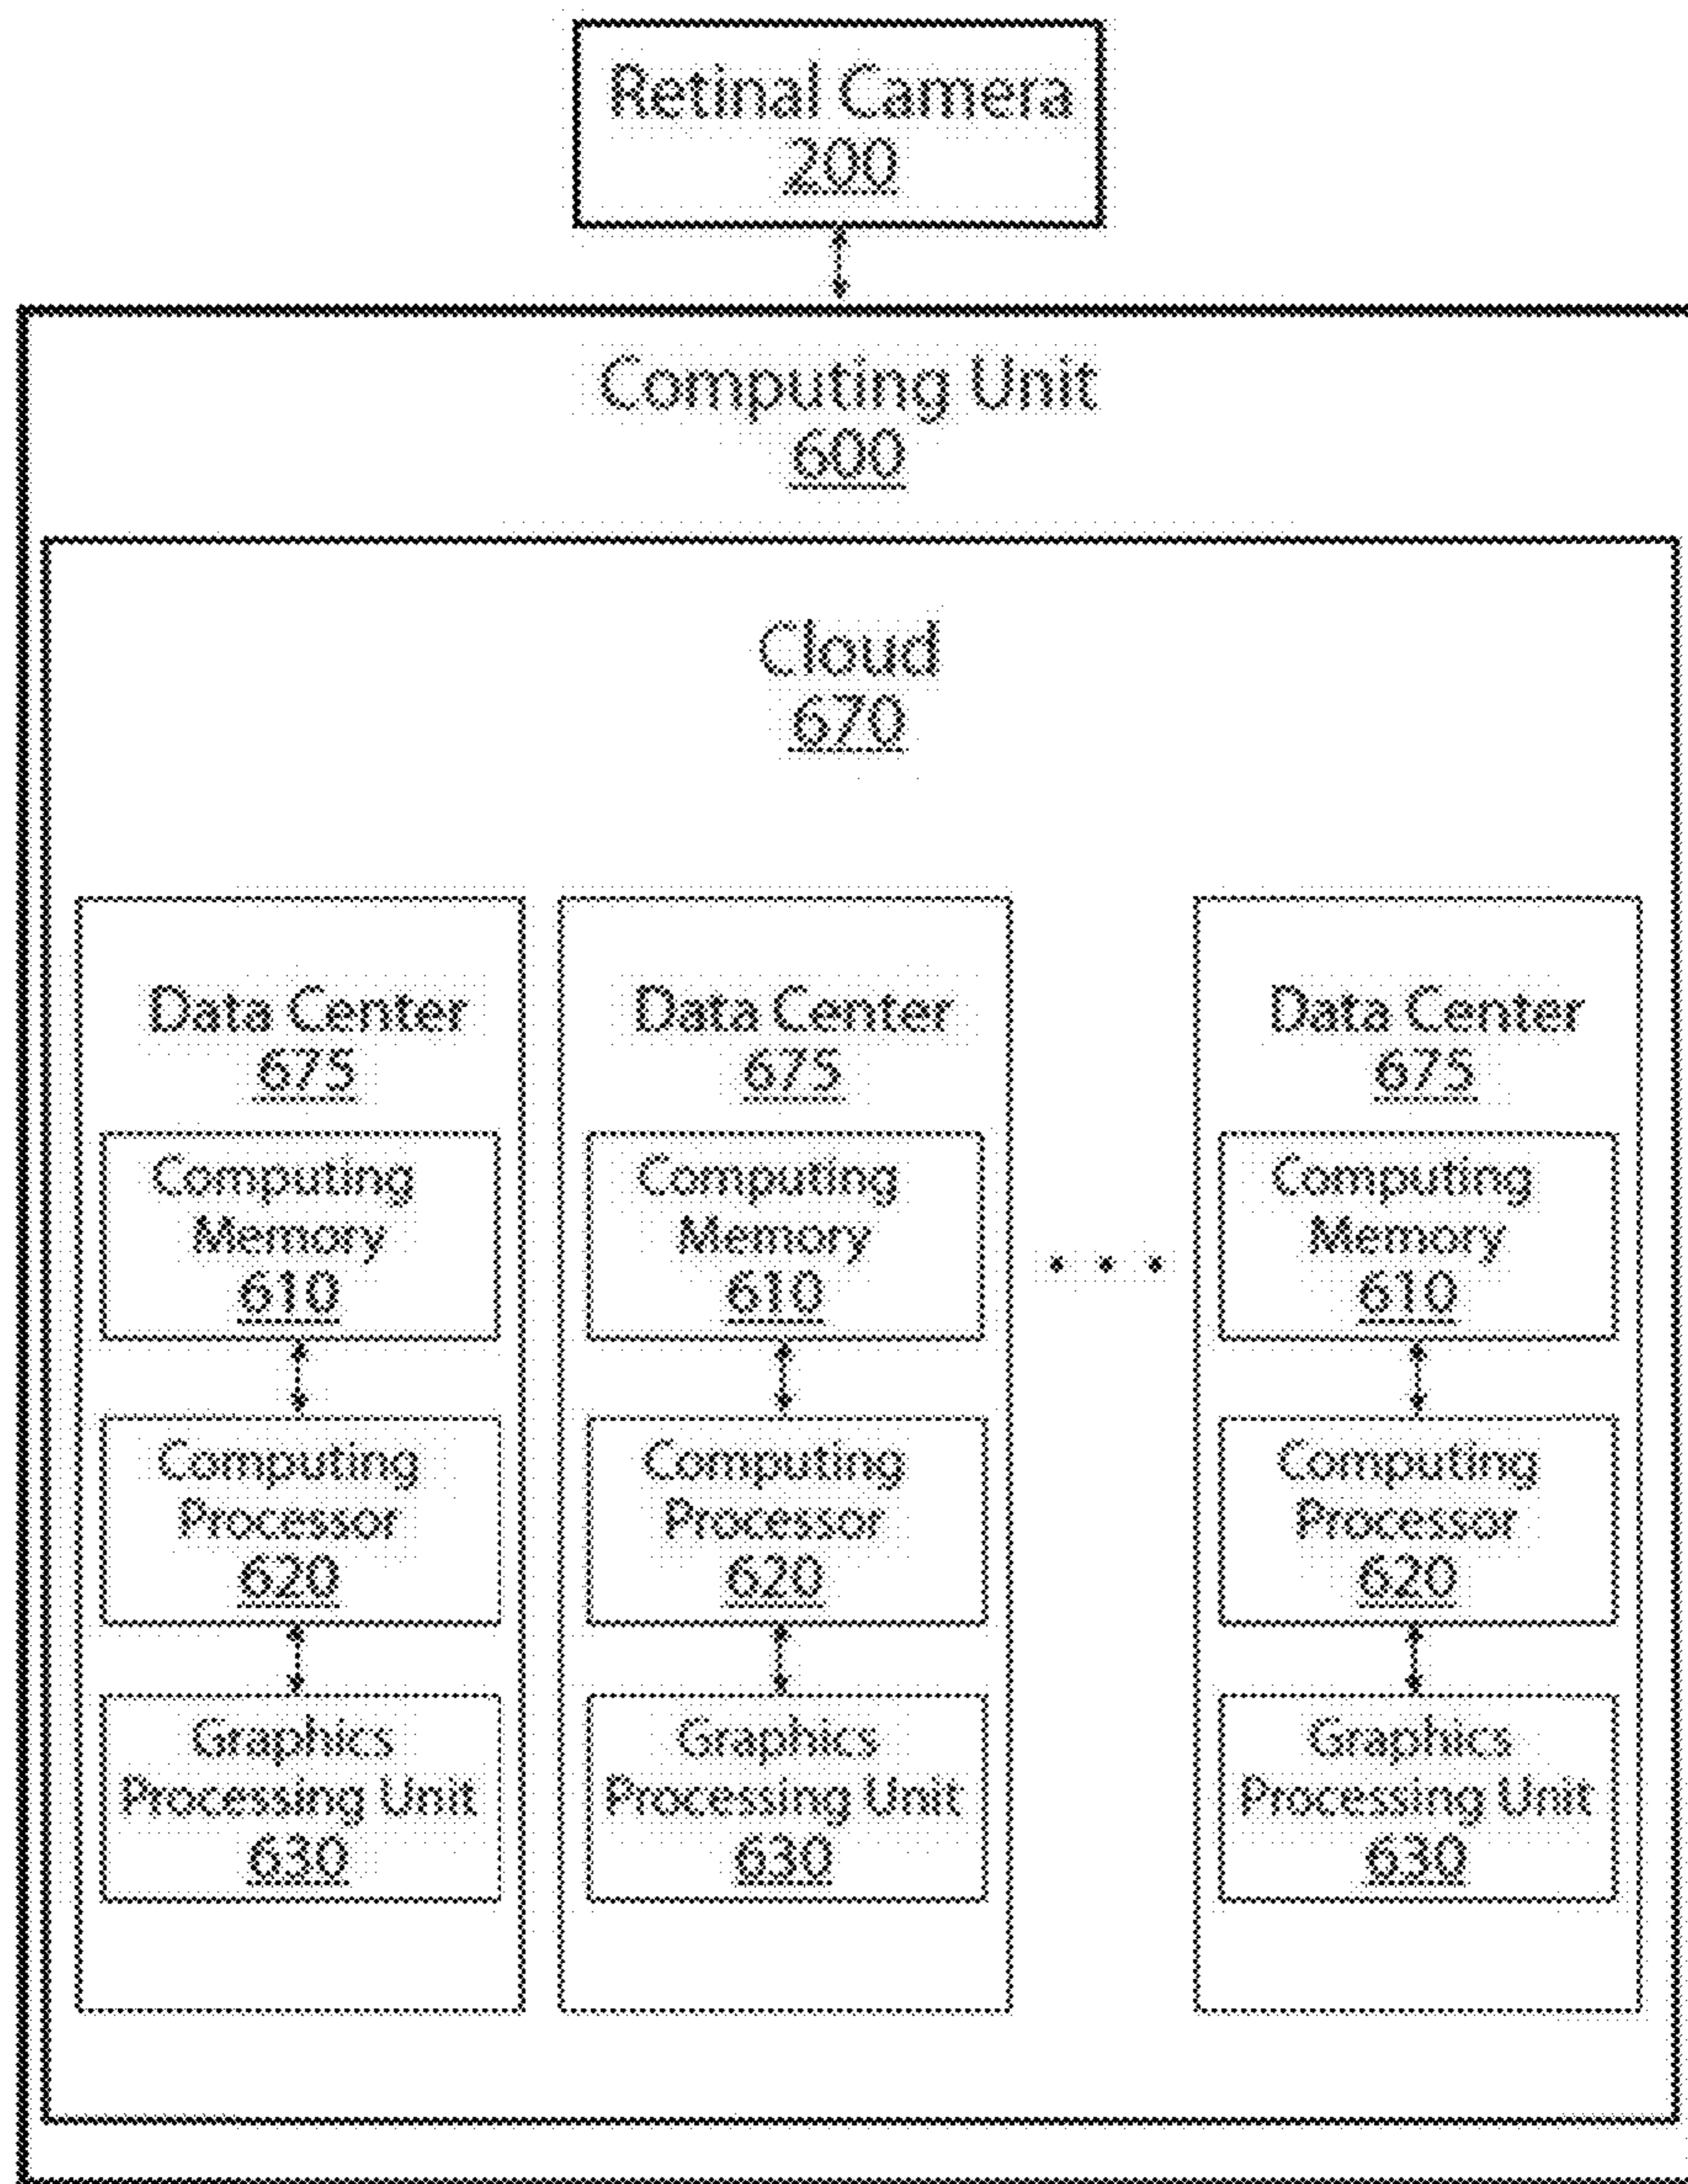 Retinal Camera
200
Computing Unit
600
Cloud
670
Data Center
675
Computing
Memory
610
Computing
Processor
620
Graphics
Processing Unit
630
Data Center
675
Computing
Memory
610
Computing
Processor
620
Graphics
Processing Unit
630
. . .
Data Center
675
Computing
Memory
610
Computing
Processor
620
Graphics
Processing Unit
630